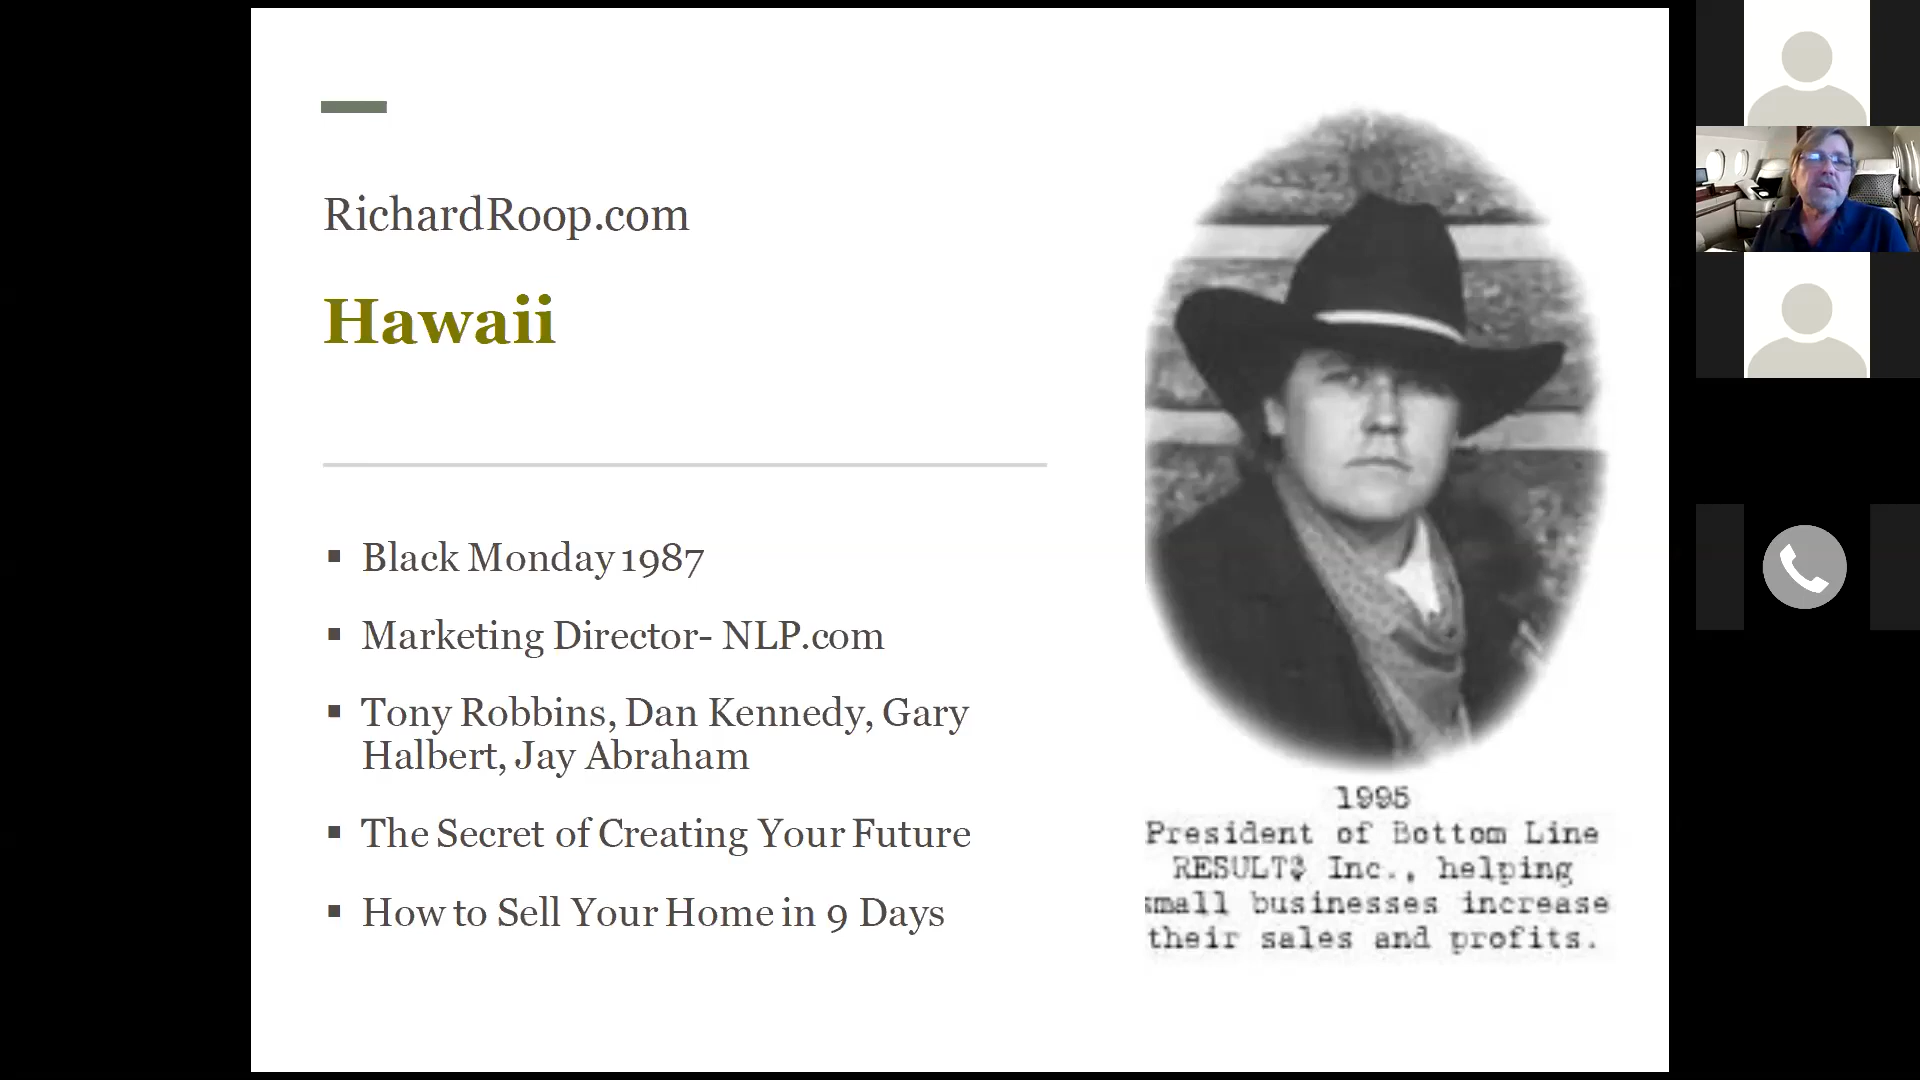 RichardRoop.com
Hawaii
▪ Black Monday 1987
▪ Marketing Director- NLP.com
▪ Tony Robbins, Dan Kennedy, Gary
Halbert, Jay Abraham
▪ The Secret of Creating Your Future
▪ How to Sell Your Home in 9 Days
1995
President of Bottom Line
RESULT$ Inc., helping
small businesses increase
their sales and profits.